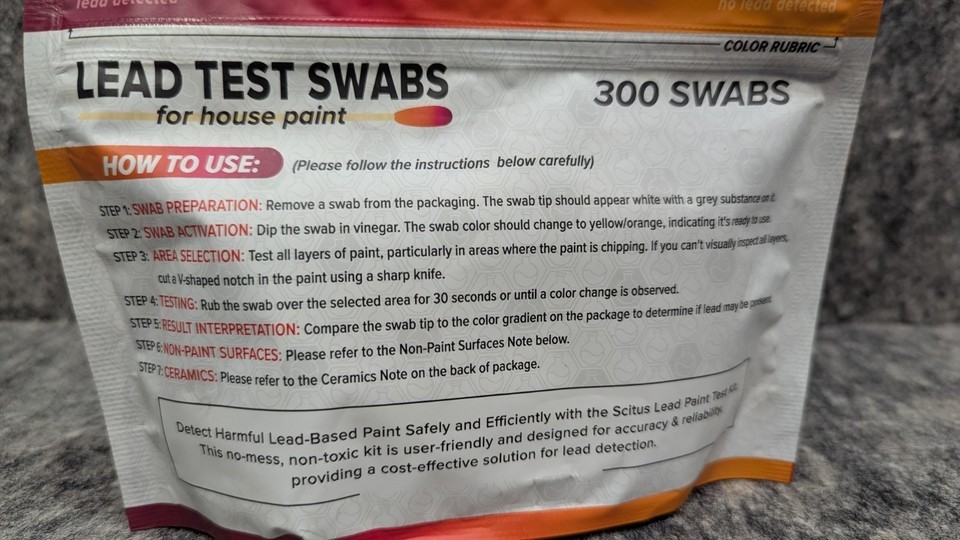 lead detected
no lead detected
COLOR RUBRIC
LEAD TEST SWABS
300 SWABS
for house paint
HOW TO USE: (Please follow the instructions below carefully)
STEP 1: SWAB PREPARATION: Remove a swab from the packaging. The swab tip should appear white with a grey substance on it.
STEP 2: SWAB ACTIVATION: Dip the swab in vinegar. The swab color should change to yellow/orange, indicating it's ready to use.
STEP 3: AREA SELECTION: Test all layers of paint, particularly in areas where the paint is chipping. If you can't visually inspect all layers,
cut a V-shaped notch in the paint using a sharp knife.
STEP 4: TESTING: Rub the swab over the selected area for 30 seconds or until a color change is observed.
STEP 5: RESULT INTERPRETATION: Compare the swab tip to the color gradient on the package to determine if lead may be present.
STEP 6: NON-PAINT SURFACES: Please refer to the Non-Paint Surfaces Note below.
STEP 7: CERAMICS: Please refer to the Ceramics Note on the back of package.
Detect Harmful Lead-Based Paint Safely and Efficiently with the Scitus Lead Paint Test Kit.
This no-mess, non-toxic kit is user-friendly and designed for accuracy & reliability,
providing a cost-effective solution for lead detection.